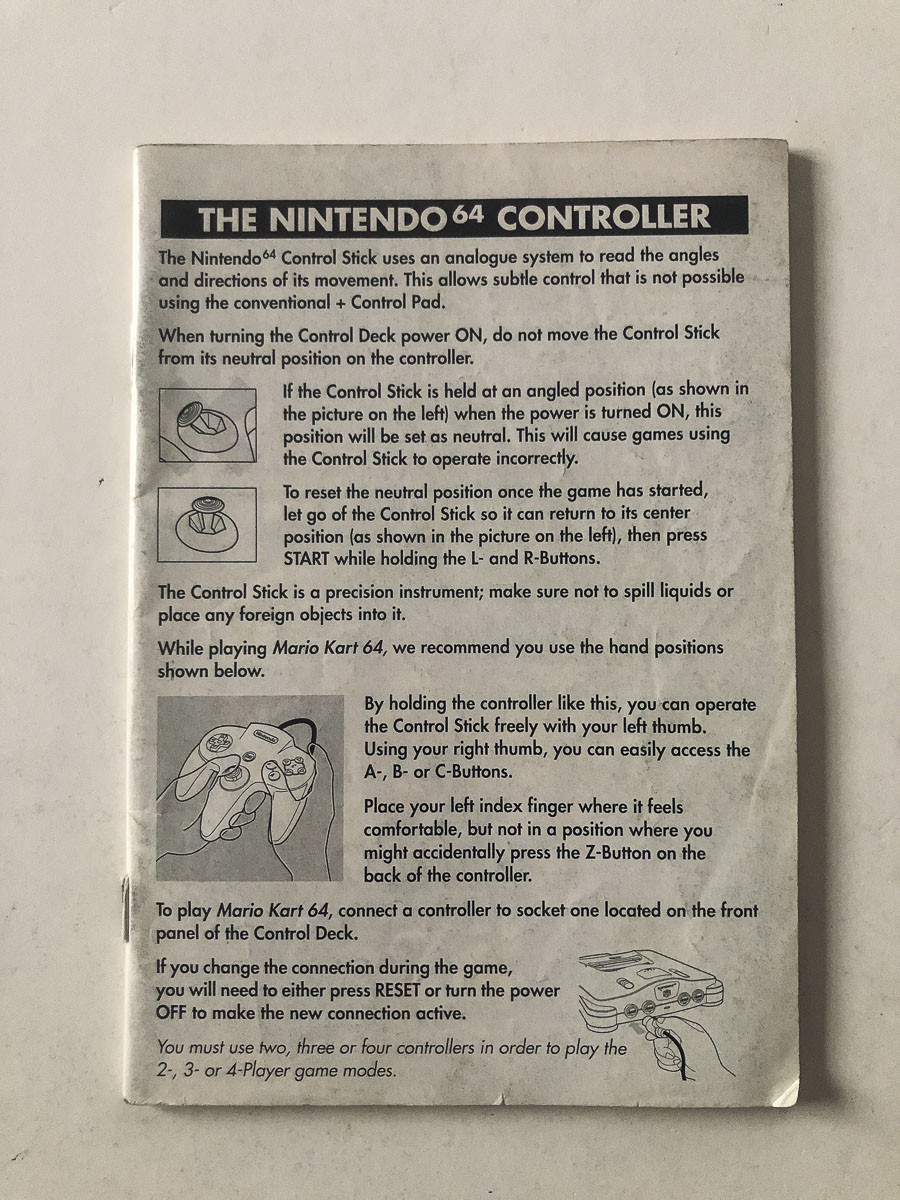 THE NINTENDO64 CONTROLLER
The Nintendo64 Control Stick uses an analogue system to read the angles
and directions of its movement. This allows subtle control that is not possible
using the conventional + Control Pad.
When turning the Control Deck power ON, do not move the Control Stick
from its neutral position on the controller.
If the Control Stick is held at an angled position (as shown in
the picture on the left) when the power is turned ON, this
position will be set as neutral. This will cause games using
the Control Stick to operate incorrectly.
To reset the neutral position once the game has started,
let go of the Control Stick so it can return to its center
position (as shown in the picture on the left), then press
START while holding the L- and R-Buttons.
The Control Stick is a precision instrument; make sure not to spill liquids or
place any foreign objects into it.
While playing Mario Kart 64, we recommend you use the hand positions
shown below.
Nintendo
By holding the controller like this, you can operate
the Control Stick freely with your left thumb.
Using your right thumb, you can easily access the
A-, B- or C-Buttons.
Place your left index finger where it feels
comfortable, but not in a position where you
might accidentally press the Z-Button on the
back of the controller.
To play Mario Kart 64, connect a controller to socket one located on the front
panel of the Control Deck.
If you change the connection during the game,
you will need to either press RESET or turn the power
OFF to make the new connection active.
You must use two, three or four controllers in order to play the
2-, 3- or 4-Player game modes.